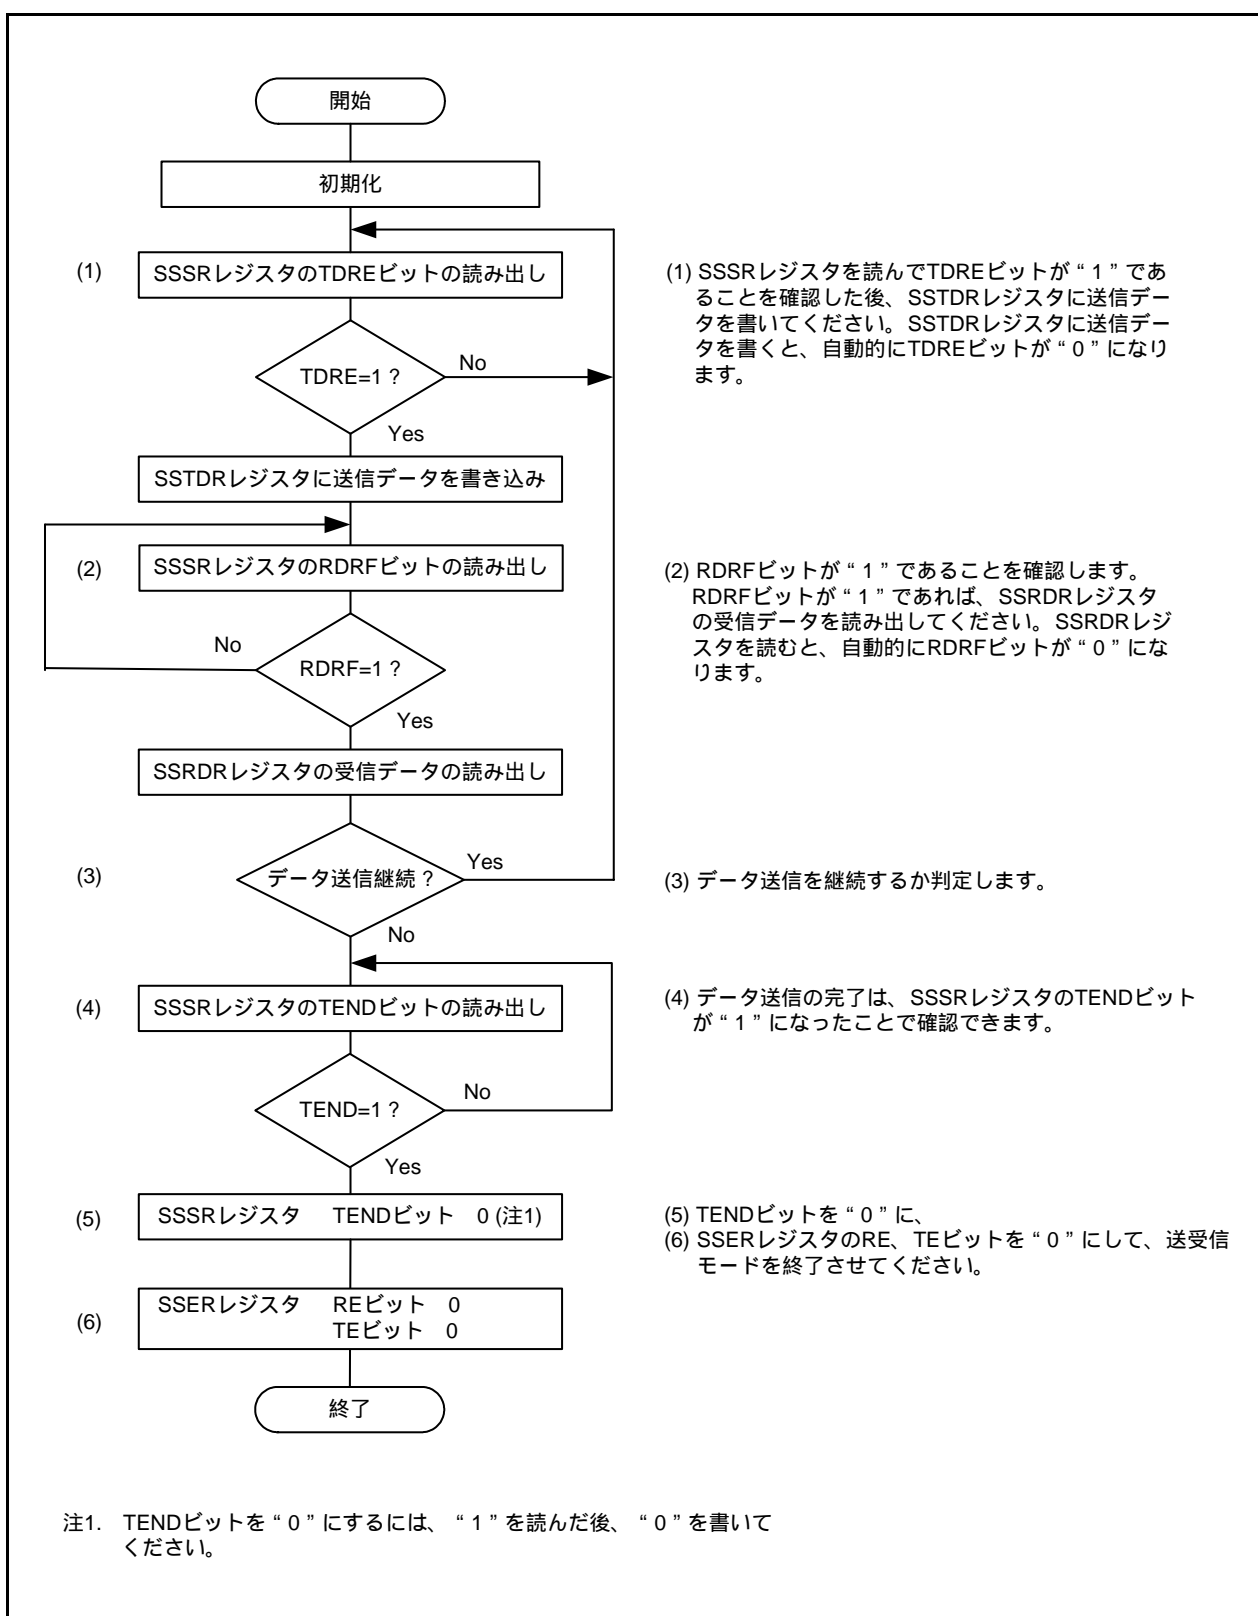 開始
初期化
(1)
SSSRレジスタのTDREビットの読み出し
TDRE=1 ?
No
Yes
SSTDRレジスタに送信データを書き込み
(2)
SSSRレジスタのRDRFビットの読み出し
No
RDRF=1 ?
Yes
SSRDRレジスタの受信データの読み出し
(3)
データ送信継続 ?
Yes
No
(4)
SSSRレジスタのTENDビットの読み出し
TEND=1 ?
No
Yes
(5)
SSSRレジスタ TENDビット 0 (注1)
(6)
SSERレジスタ REビット 0
TEビット 0
終了
(1) SSSRレジスタを読んでTDREビットが “ 1 ” であ
ることを確認した後、SSTDRレジスタに送信デー
タを書いてください。SSTDRレジスタに送信デー
タを書くと、自動的にTDREビットが “ 0 ” になり
ます。
(2) RDRFビットが “ 1 ” であることを確認します。
RDRFビットが “ 1 ” であれば、SSRDRレジスタ
の受信データを読み出してください。SSRDRレジ
スタを読むと、自動的にRDRFビットが “ 0 ” にな
ります。
(3) データ送信を継続するか判定します。
(4) データ送信の完了は、SSSRレジスタのTENDビット
が “ 1 ” になったことで確認できます。
(5) TENDビットを “ 0 ” に、
(6) SSERレジスタのRE、TEビットを “ 0 ” にして、送受信
モードを終了させてください。
注1. TENDビットを “ 0 ” にするには、 “ 1 ” を読んだ後、 “ 0 ” を書いて
ください。